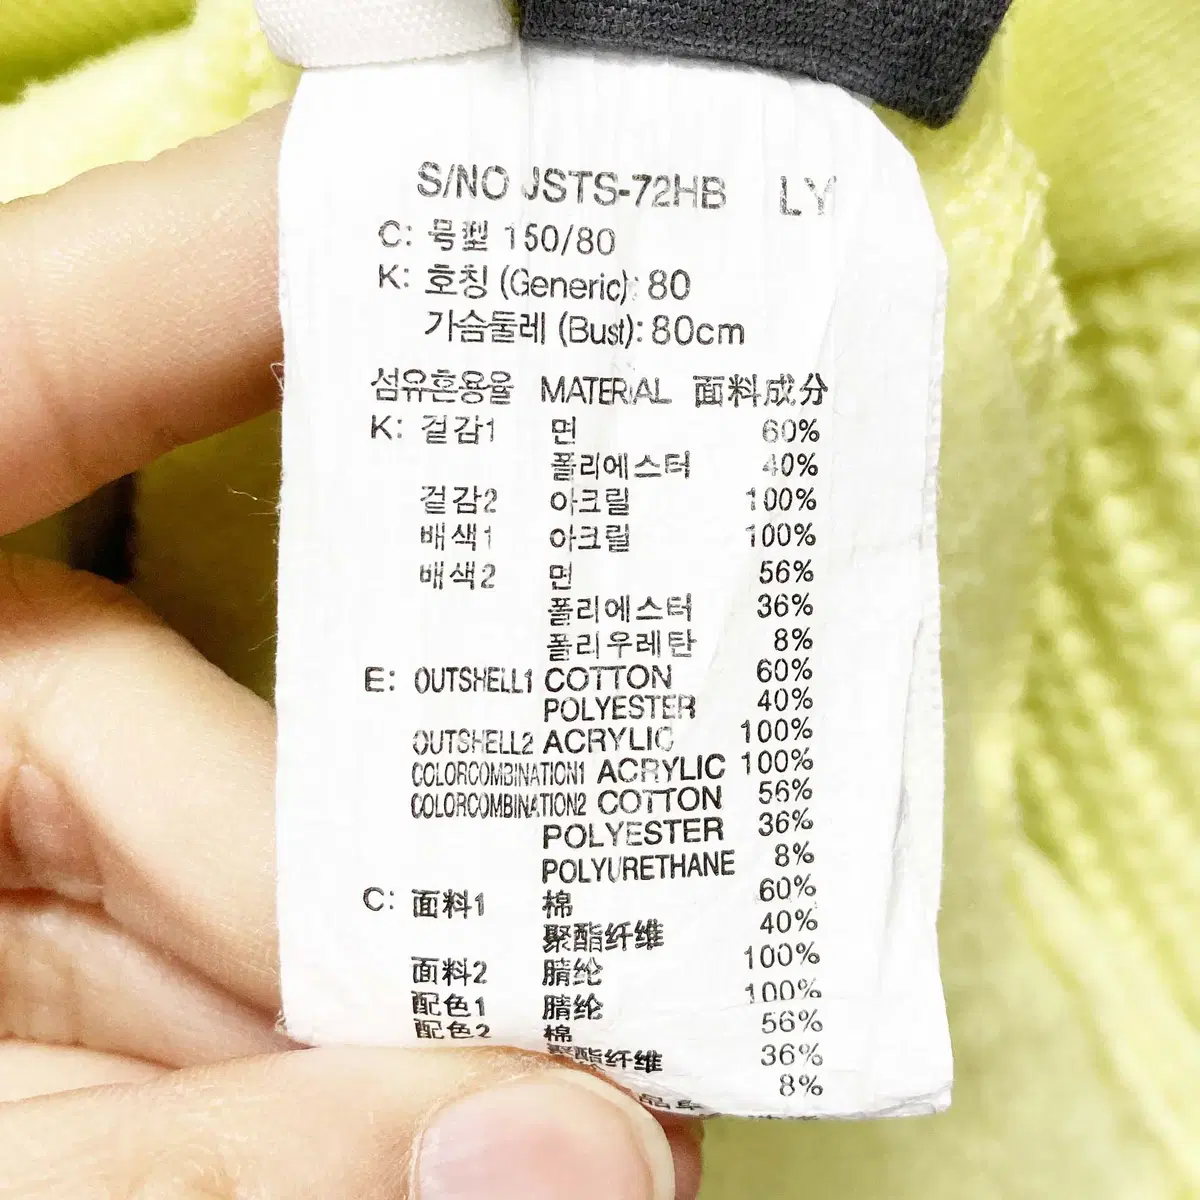 S/NO JSTS-72HB LY
C: 号型 150/80
K: 호칭 (Generic): 80
가슴둘레 (Bust): 80cm
섬유혼용율 MATERIAL 面料成分
K: 겉감1 면 60%
폴리에스터 40%
겉감2 아크릴 100%
배색1 아크릴 100%
배색2 면 56%
폴리에스터 36%
폴리우레탄 8%
E: OUTSHELL1 COTTON 60%
POLYESTER 40%
OUTSHELL2 ACRYLIC 100%
COLORCOMBINATION1 ACRYLIC 100%
COLORCOMBINATION2 COTTON 56%
POLYESTER 36%
POLYURETHANE 8%
C: 面料1 棉 60%
聚酯纤维 40%
面料2 腈纶 100%
配色1 腈纶 100%
配色2 棉 56%
聚酯纤维 36%
8%